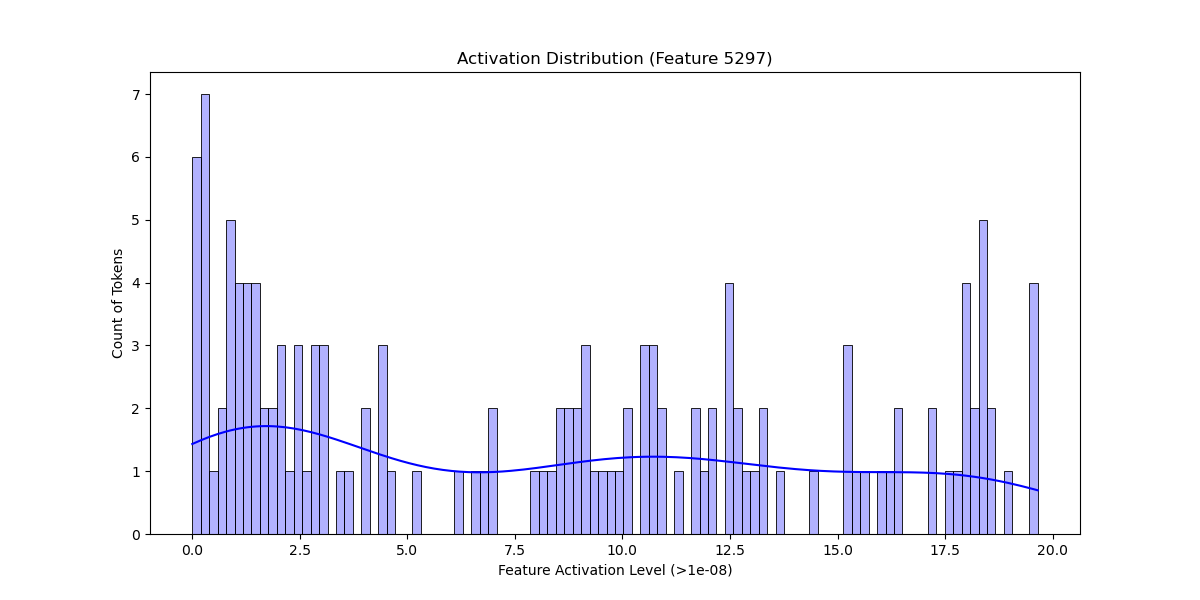 Activation Distribution (Feature 5297)
Count of Tokens
7
6
5
4
3
2
1
0
0.0 2.5 5.0 7.5 10.0 12.5 15.0 17.5 20.0
Feature Activation Level (>1e-08)